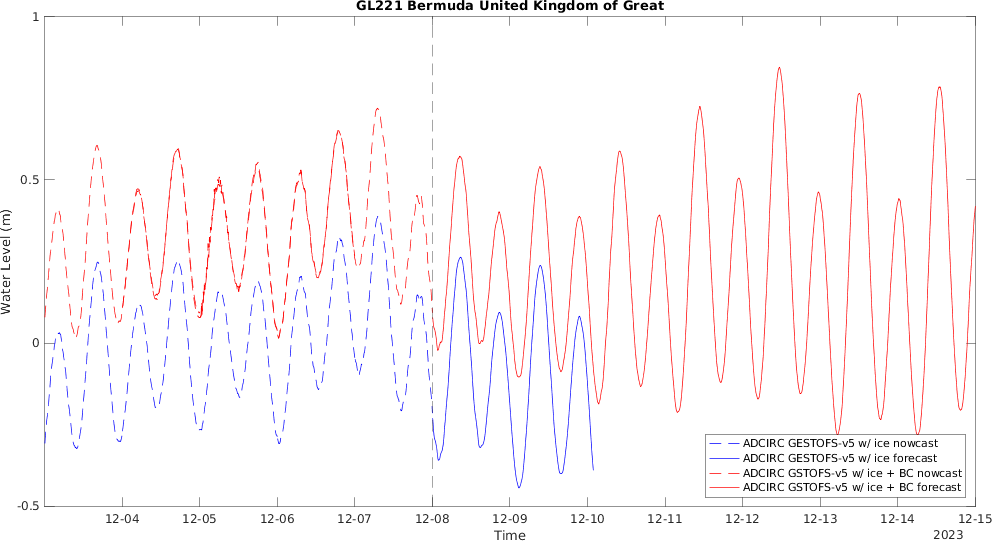 GL221 Bermuda United Kingdom of Great
1
0.5
0
-0.5
Water Level (m)
12-04 12-05 12-06 12-07 12-08 12-09 12-10 12-11 12-12 12-13 12-14 12-15
Time
2023
ADCIRC GESTOFS-v5 w/ ice nowcast
ADCIRC GESTOFS-v5 w/ ice forecast
ADCIRC GSTOFS-v5 w/ ice + BC nowcast
ADCIRC GSTOFS-v5 w/ ice + BC forecast